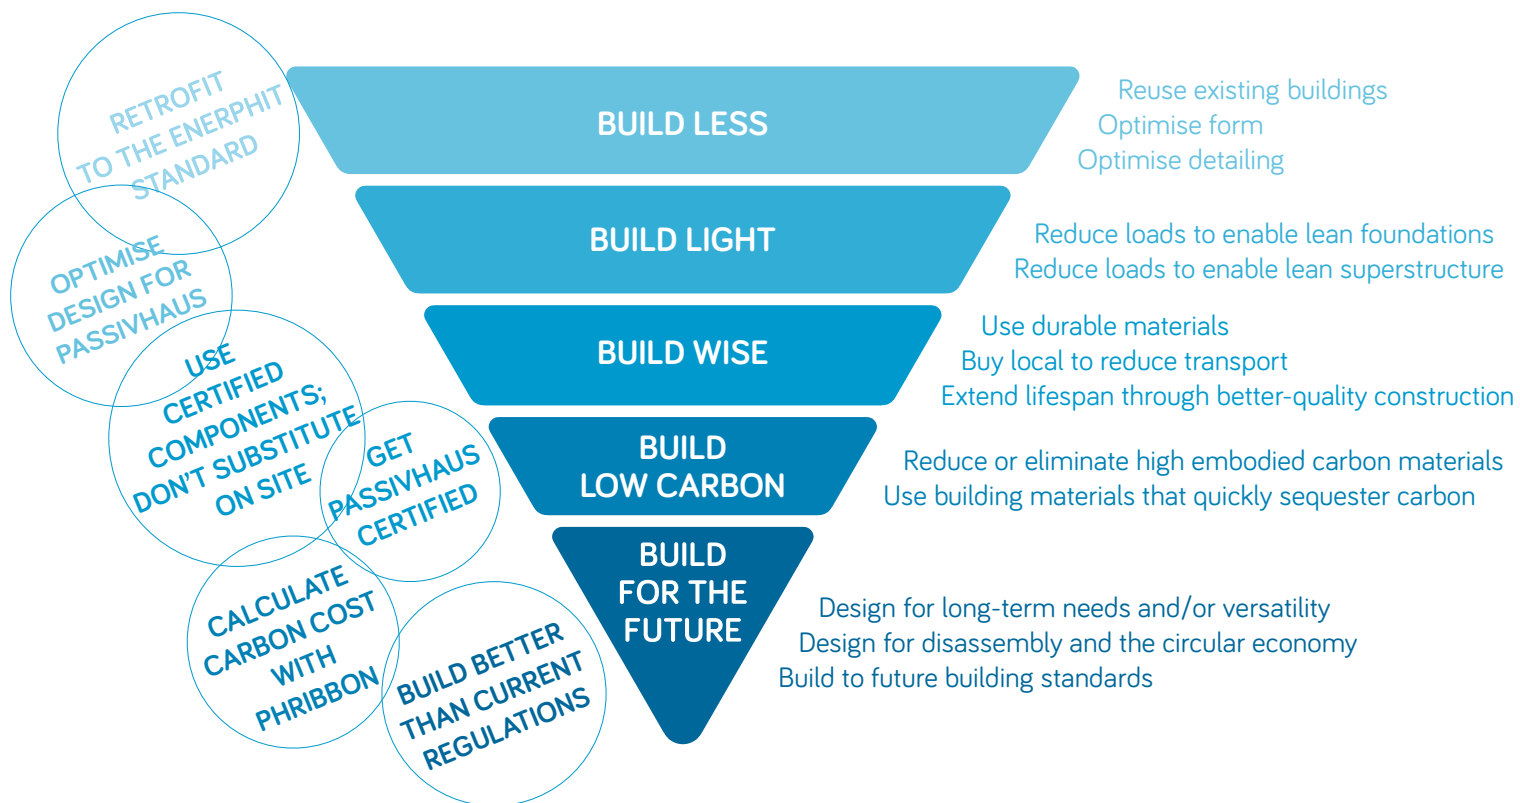 RETROFIT
TO THE ENERPHIT
STANDARD
OPTIMISE
DESIGN FOR
PASSIVHAUS
USE
CERTIFIED
COMPONENTS;
DON'T SUBSTITUTE
ON SITE
GET
PASSIVHAUS
CERTIFIED
CALCULATE
CARBON COST
WITH
PHRIBBON
BUILD BETTER
THAN CURRENT
REGULATIONS
BUILD LESS
Reuse existing buildings
Optimise form
Optimise detailing
BUILD LIGHT
Reduce loads to enable lean foundations
Reduce loads to enable lean superstructure
BUILD WISE
Use durable materials
Buy local to reduce transport
Extend lifespan through better-quality construction
BUILD
LOW CARBON
Reduce or eliminate high embodied carbon materials
Use building materials that quickly sequester carbon
BUILD
FOR THE
FUTURE
Design for long-term needs and/or versatility
Design for disassembly and the circular economy
Build to future building standards